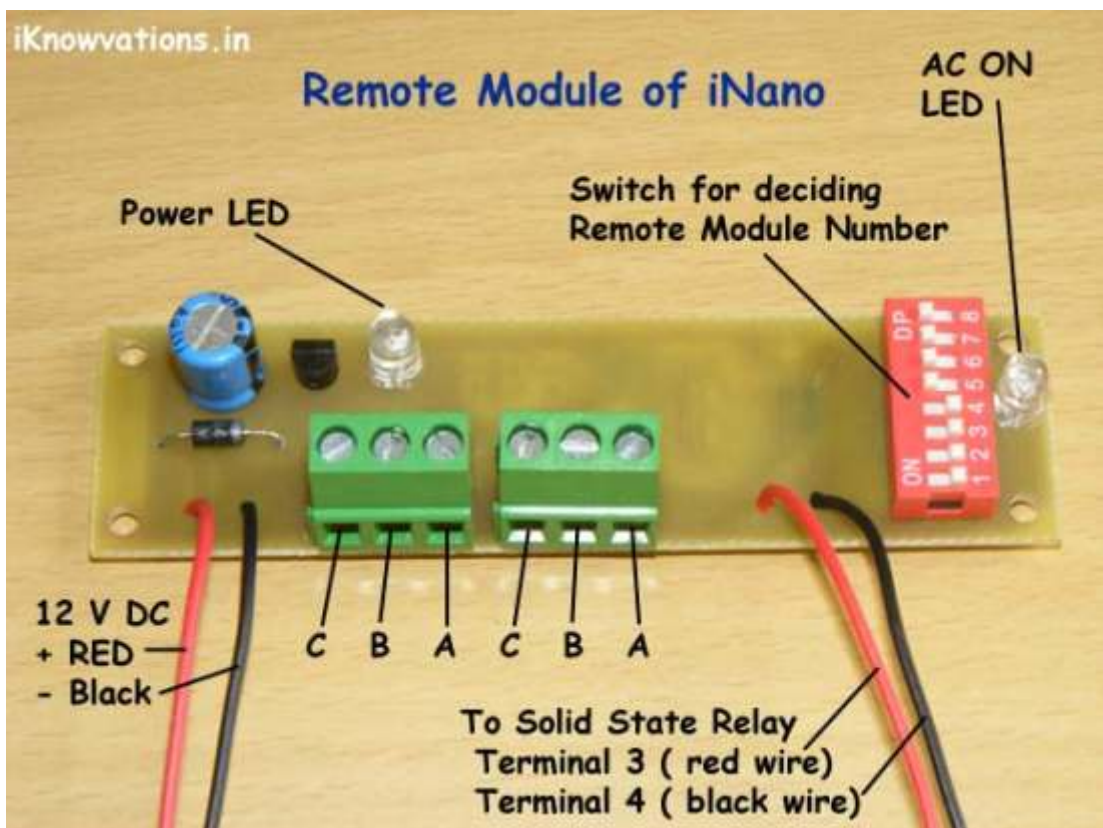 iKnowvations.in
Remote Module of iNano
AC ON
LED
Switch for deciding
Remote Module Number
Power LED
DP
ON
1 2 3 4 5 6 7 8
12 V DC
+ RED
- Black
C B A C B A
To Solid State Relay
Terminal 3 ( red wire)
Terminal 4 ( black wire)